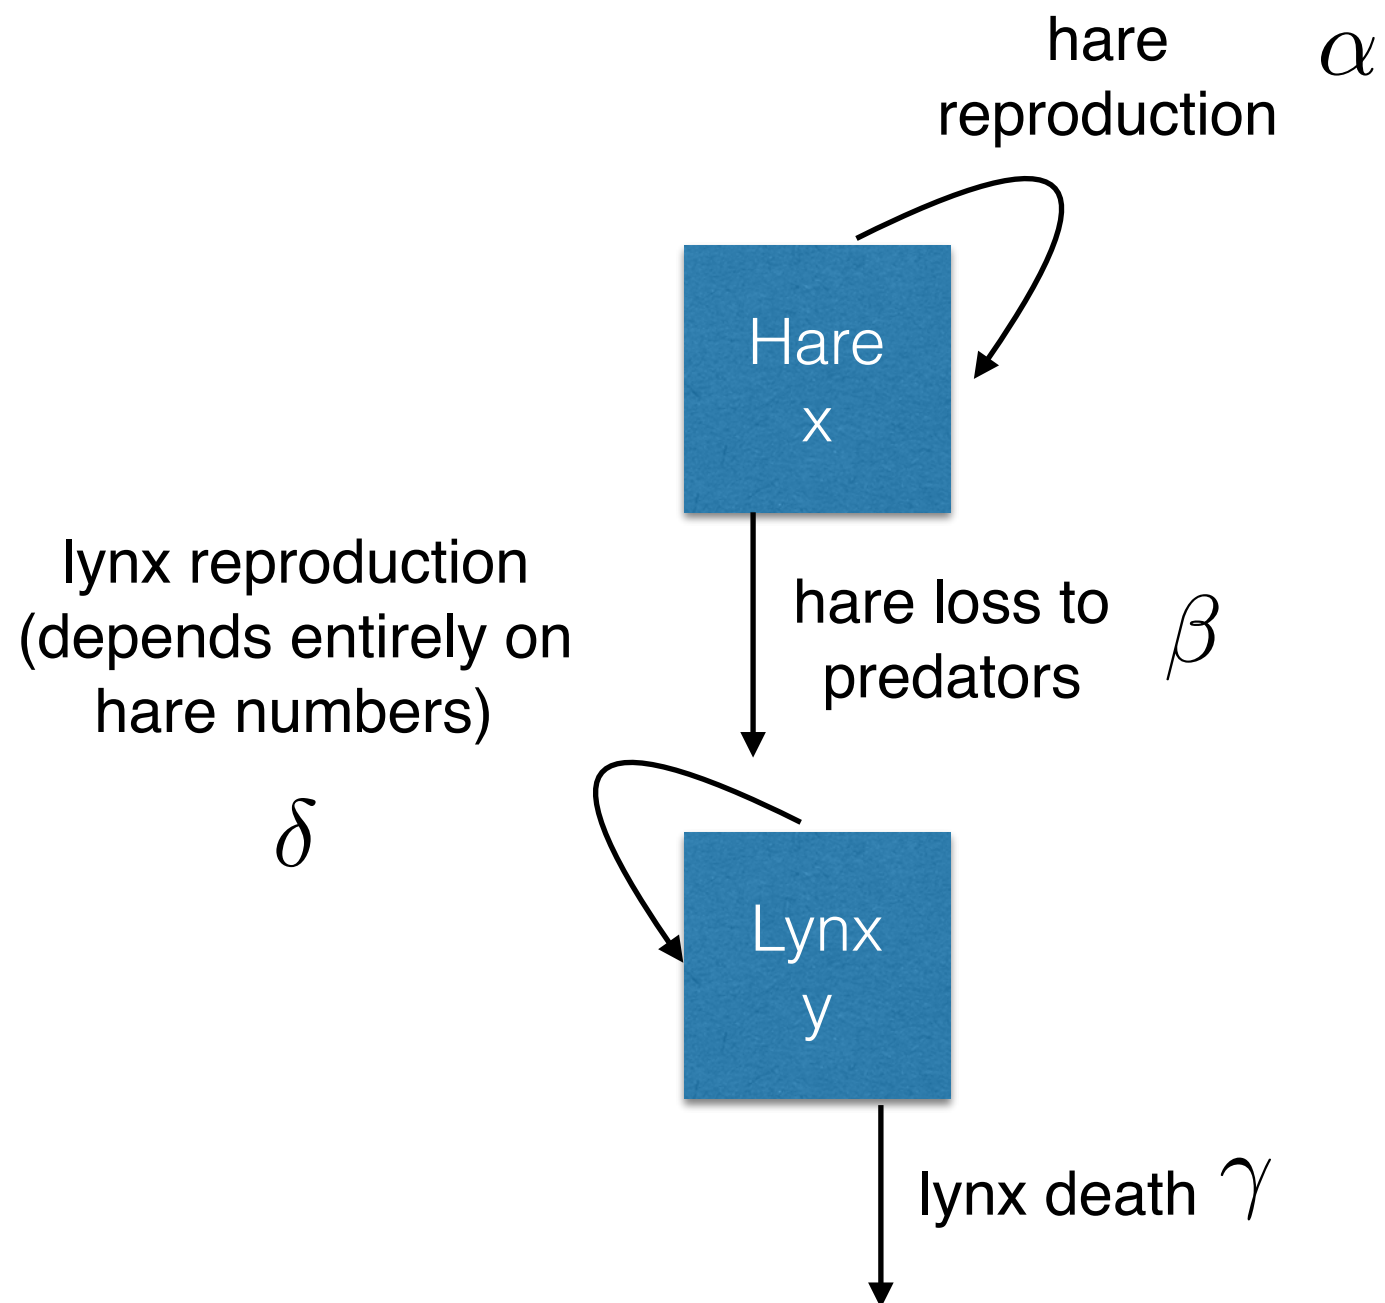 hare
reproduction
α
Hare
x
lynx reproduction
(depends entirely on
hare numbers)
δ
hare loss to
predators
β
Lynx
y
lynx death γ